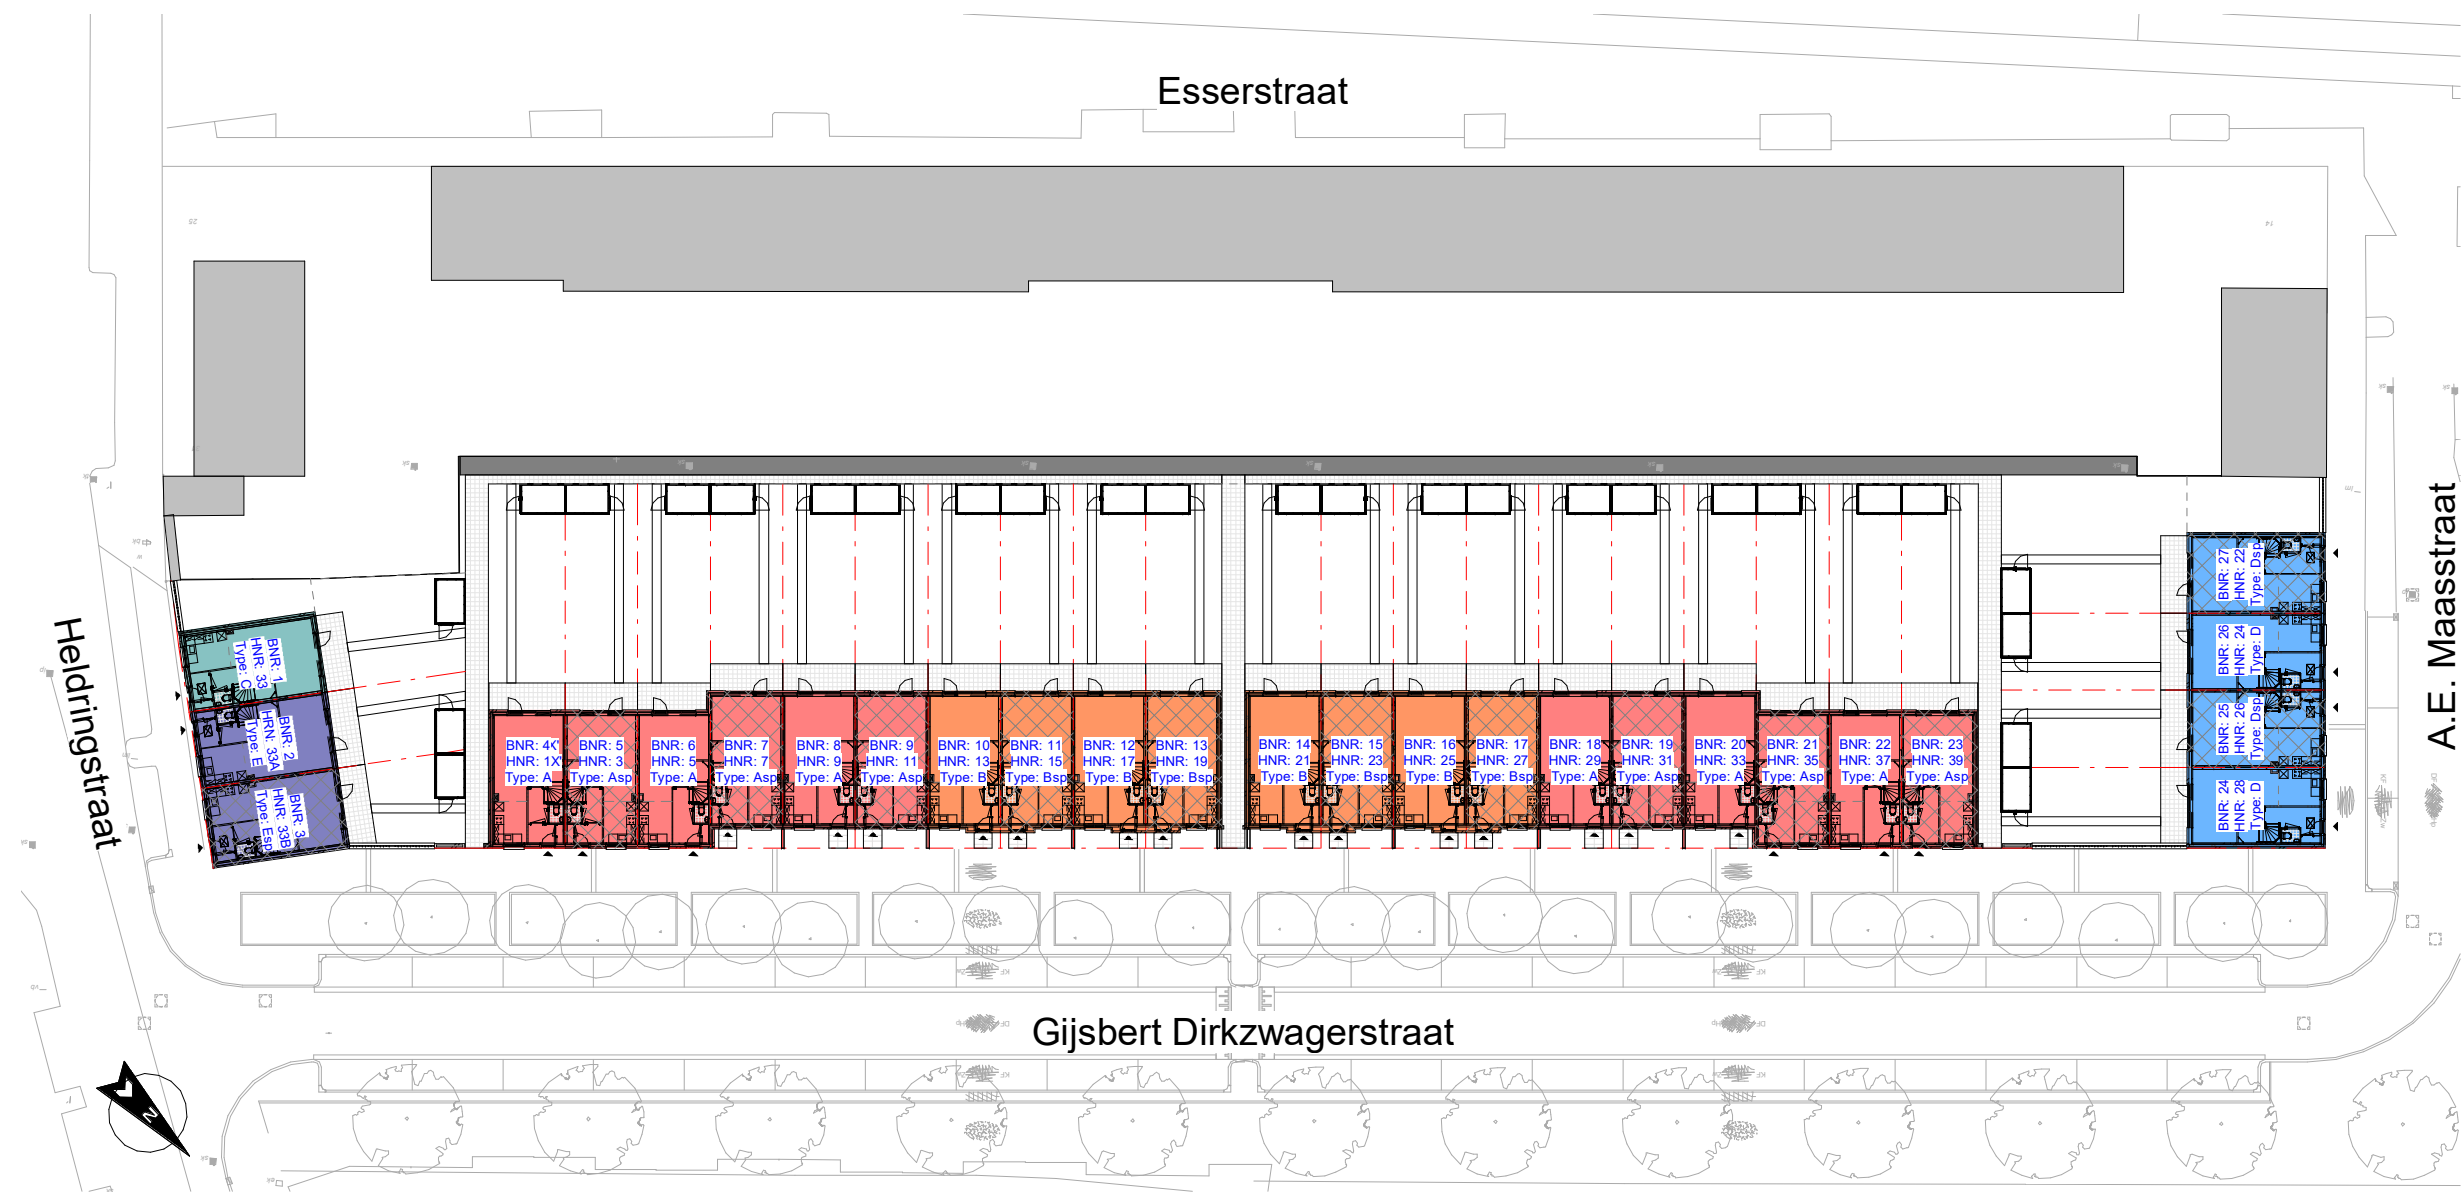 Esserstraat
Heldringstraat
A.E. Maasstraat
Gijsbert Dirkzwagerstraat
BNR: 1
HNR: 33
Type: C
BNR: 2
HRN: 33A
Type: E
BNR: 3
HNR: 33B
Type: Esp
BNR: 4
HNR: 1
Type: A
BNR: 5
HNR: 3
Type: Asp
BNR: 6
HNR: 5
Type: A
BNR: 7
HNR: 7
Type: Asp
BNR: 8
HNR: 9
Type: A
BNR: 9
HNR: 11
Type: Asp
BNR: 10
HNR: 13
Type: B
BNR: 11
HNR: 15
Type: Bsp
BNR: 12
HNR: 17
Type: B
BNR: 13
HNR: 19
Type: Bsp
BNR: 14
HNR: 21
Type: B
BNR: 15
HNR: 23
Type: Bsp
BNR: 16
HNR: 25
Type: B
BNR: 17
HNR: 27
Type: Bsp
BNR: 18
HNR: 29
Type: A
BNR: 19
HNR: 31
Type: Asp
BNR: 20
HNR: 33
Type: A
BNR: 21
HNR: 35
Type: Asp
BNR: 22
HNR: 37
Type: A
BNR: 23
HNR: 39
Type: Asp
BNR: 27
HNR: 22
Type: Dsp
BNR: 26
HNR: 24
Type: D
BNR: 25
HNR: 26
Type: Dsp
BNR: 24
HNR: 28
Type: D
N